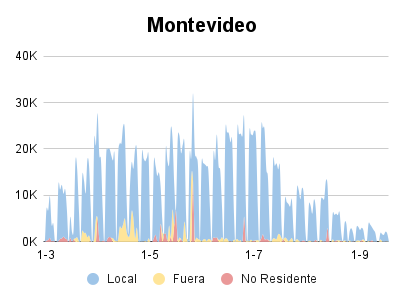 Montevideo
40K
30K
20K
10K
0K
1-3 1-5 1-7 1-9
Local Fuera No Residente